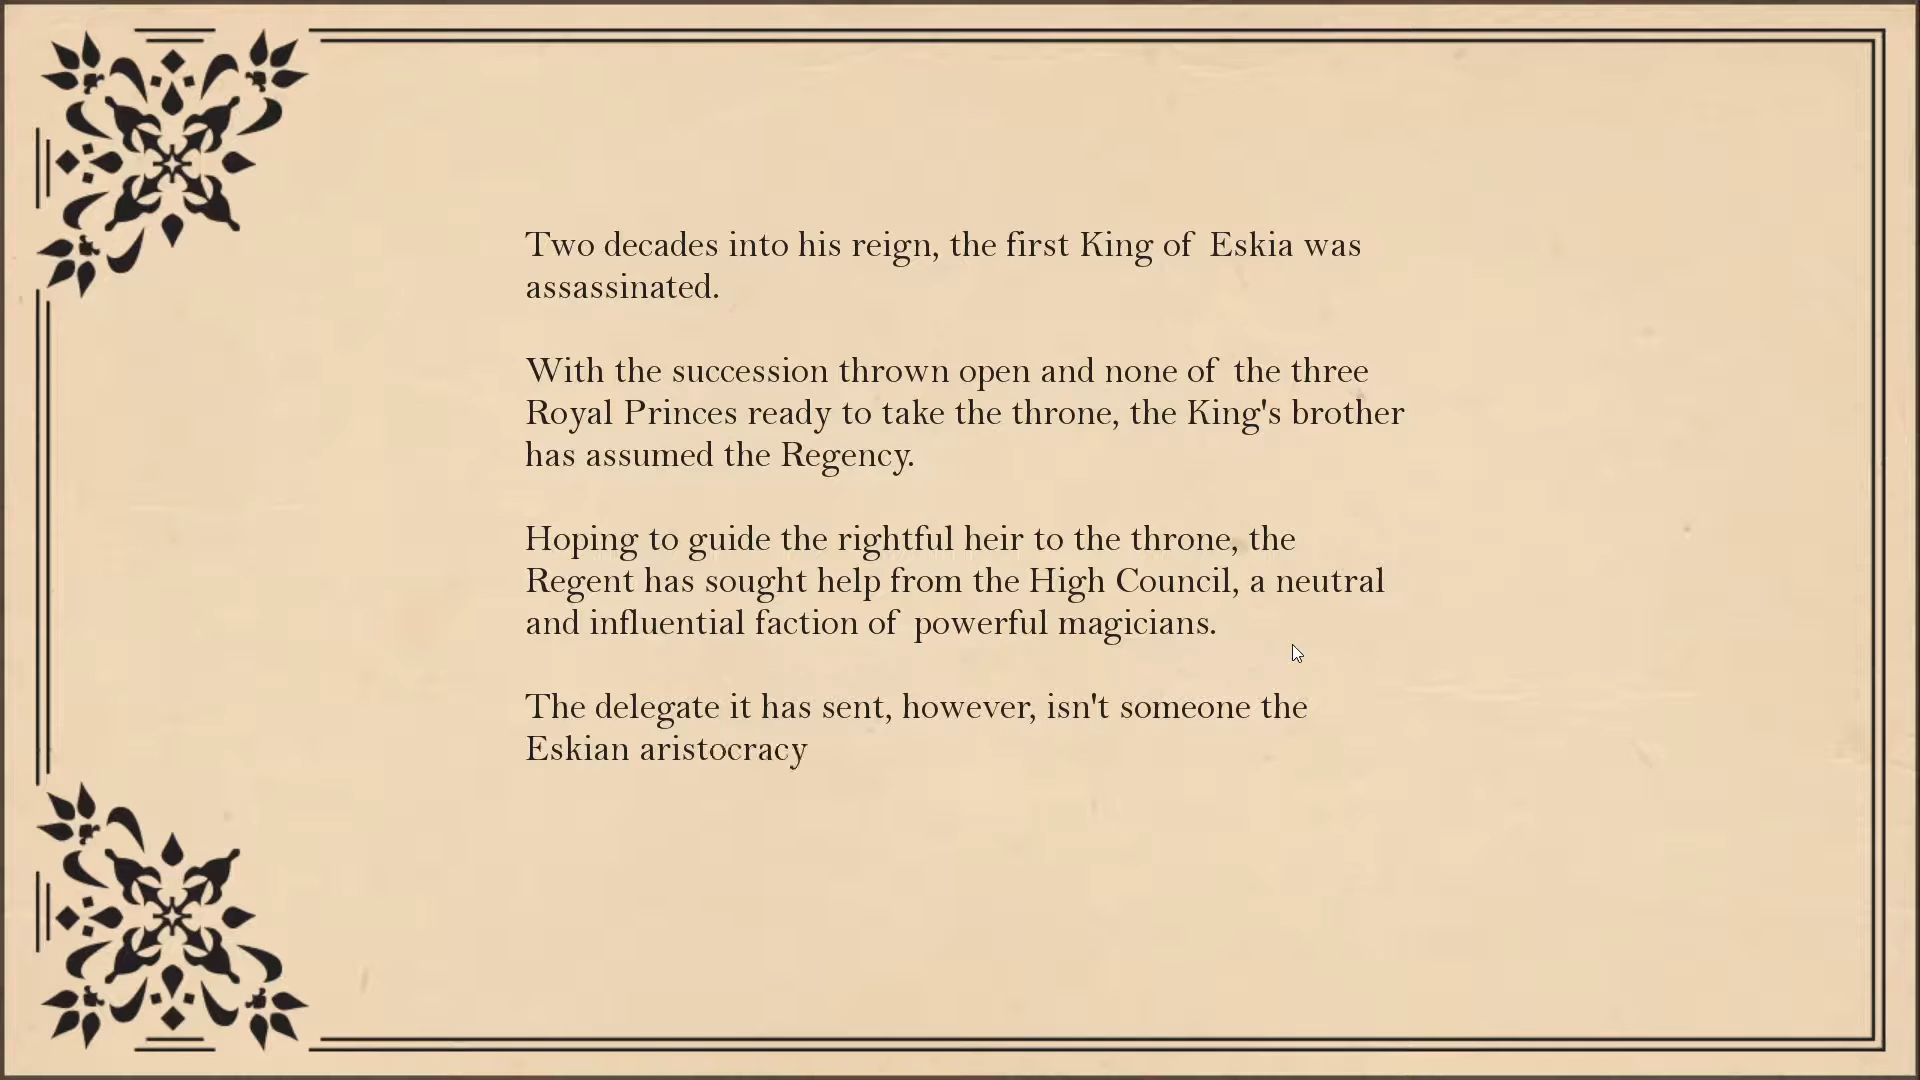 Two decades into his reign, the first King of Eskia was
assassinated.
With the succession thrown open and none of the three
Royal Princes ready to take the throne, the King's brother
has assumed the Regency.
Hoping to guide the rightful heir to the throne, the
Regent has sought help from the High Council, a neutral
and influential faction of powerful magicians.
The delegate it has sent, however, isn't someone the
Eskian aristocracy